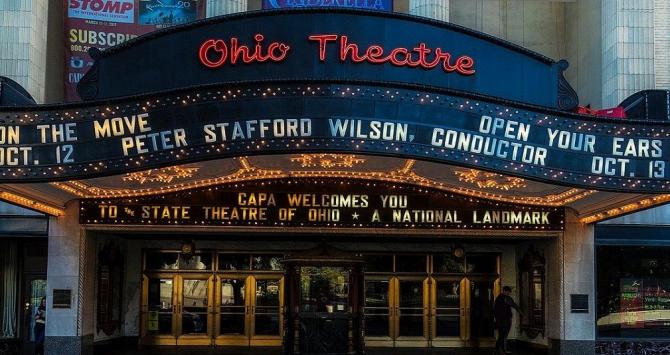 STOMP
SUBSCRI
Ohio Theatre
ON THE MOVE
OCT. 12
PETER STAFFORD WILSON, CONDUCTOR
OPEN YOUR EARS
OCT. 13
CAPA WELCOMES YOU
TO THE STATE THEATRE OF OHIO ★ A NATIONAL LANDMARK